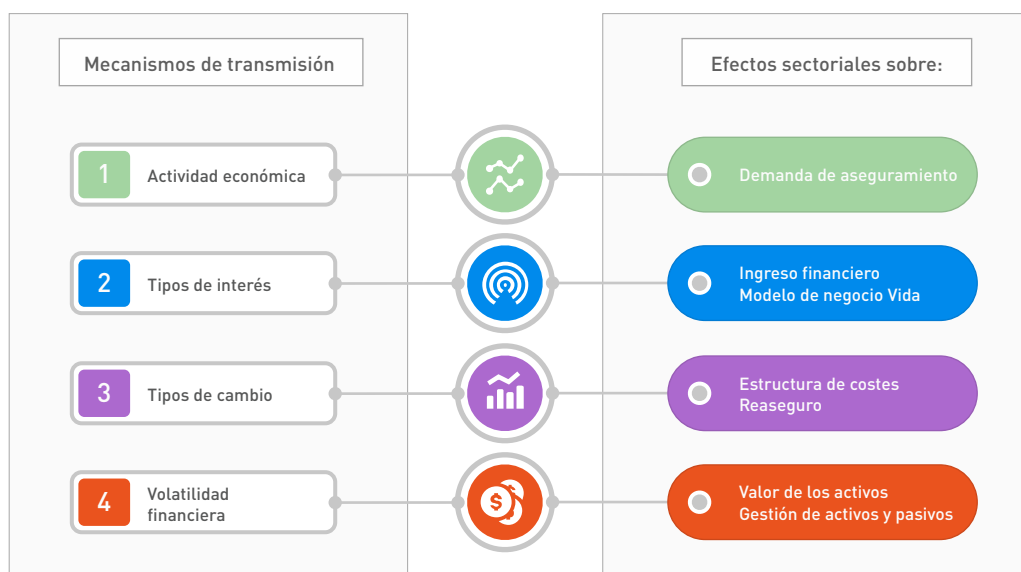 Mecanismos de transmisión
Efectos sectoriales sobre:
1
Actividad económica
Demanda de aseguramiento
2
Tipos de interés
Ingreso financiero
Modelo de negocio Vida
3
Tipos de cambio
Estructura de costes
Reaseguro
4
Volatilidad
financiera
$
$
Valor de los activos
Gestión de activos y pasivos